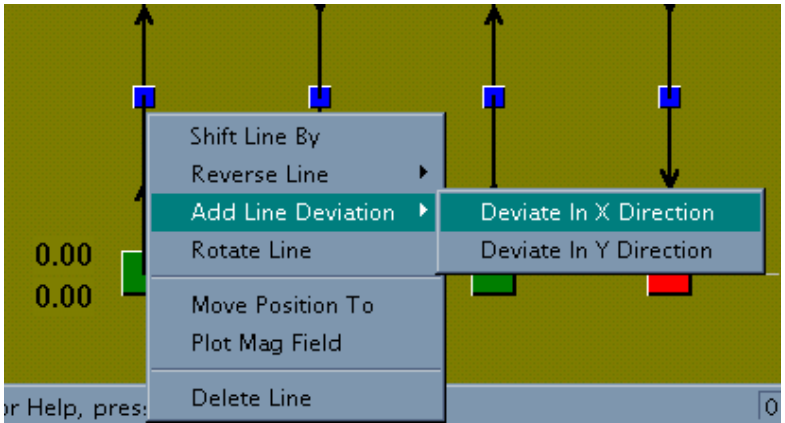 Shift Line By
Reverse Line
Add Line Deviation
Deviate In X Direction
Rotate Line
Deviate In Y Direction
0.00
0.00
Move Position To
Plot Mag Field
Delete Line
or Help, pres
0